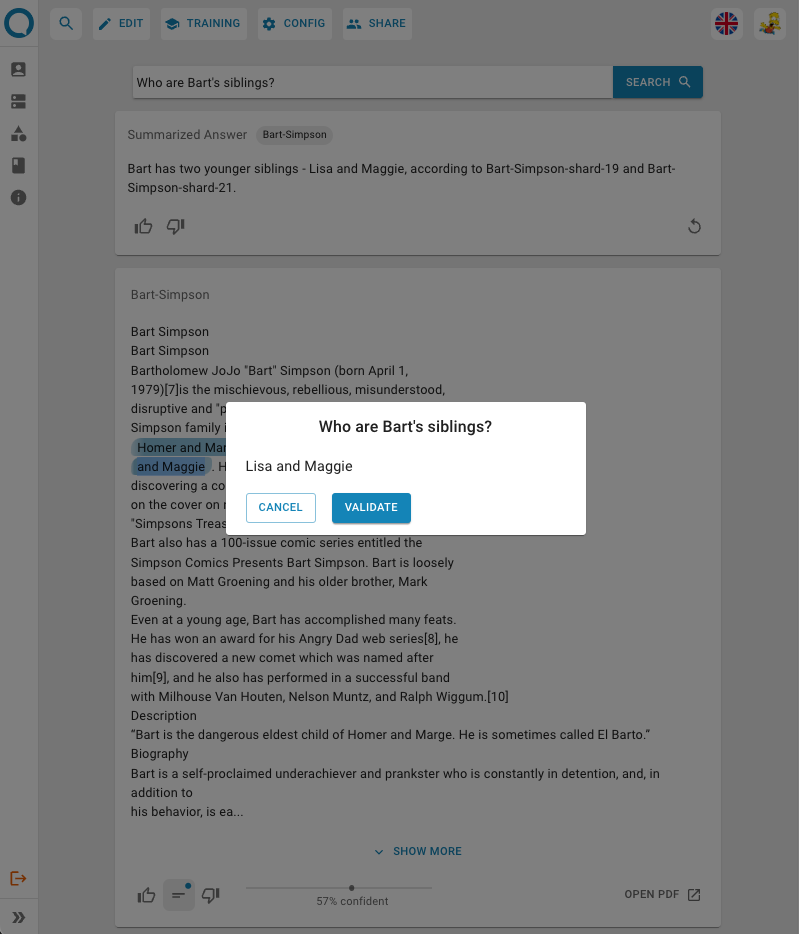 EDIT
TRAINING
CONFIG
SHARE
Who are Bart's siblings?
SEARCH
Summarized Answer
Bart-Simpson
Bart has two younger siblings - Lisa and Maggie, according to Bart-Simpson-shard-19 and Bart-
Simpson-shard-21.
Bart-Simpson
Bart Simpson
Bart Simpson
Bartholomew JoJo "Bart" Simpson (born April 1,
1979)[7]is the mischievous, rebellious, misunderstood,
disruptive and "p
Simpson family i
Homer and Mar
and Maggie . H
discovering a co
on the cover on
"Simpsons Treas
Who are Bart's siblings?
Lisa and Maggie
CANCEL
VALIDATE
Bart also has a 100-issue comic series entitled the
Simpson Comics Presents Bart Simpson. Bart is loosely
based on Matt Groening and his older brother, Mark
Groening.
Even at a young age, Bart has accomplished many feats.
He has won an award for his Angry Dad web series[8], he
has discovered a new comet which was named after
him[9], and he also has performed in a successful band
with Milhouse Van Houten, Nelson Muntz, and Ralph Wiggum.[10]
Description
“Bart is the dangerous eldest child of Homer and Marge. He is sometimes called El Barto.”
Biography
Bart is a self-proclaimed underachiever and prankster who is constantly in detention, and, in
addition to
his behavior, is ea...
SHOW MORE
57% confident
OPEN PDF